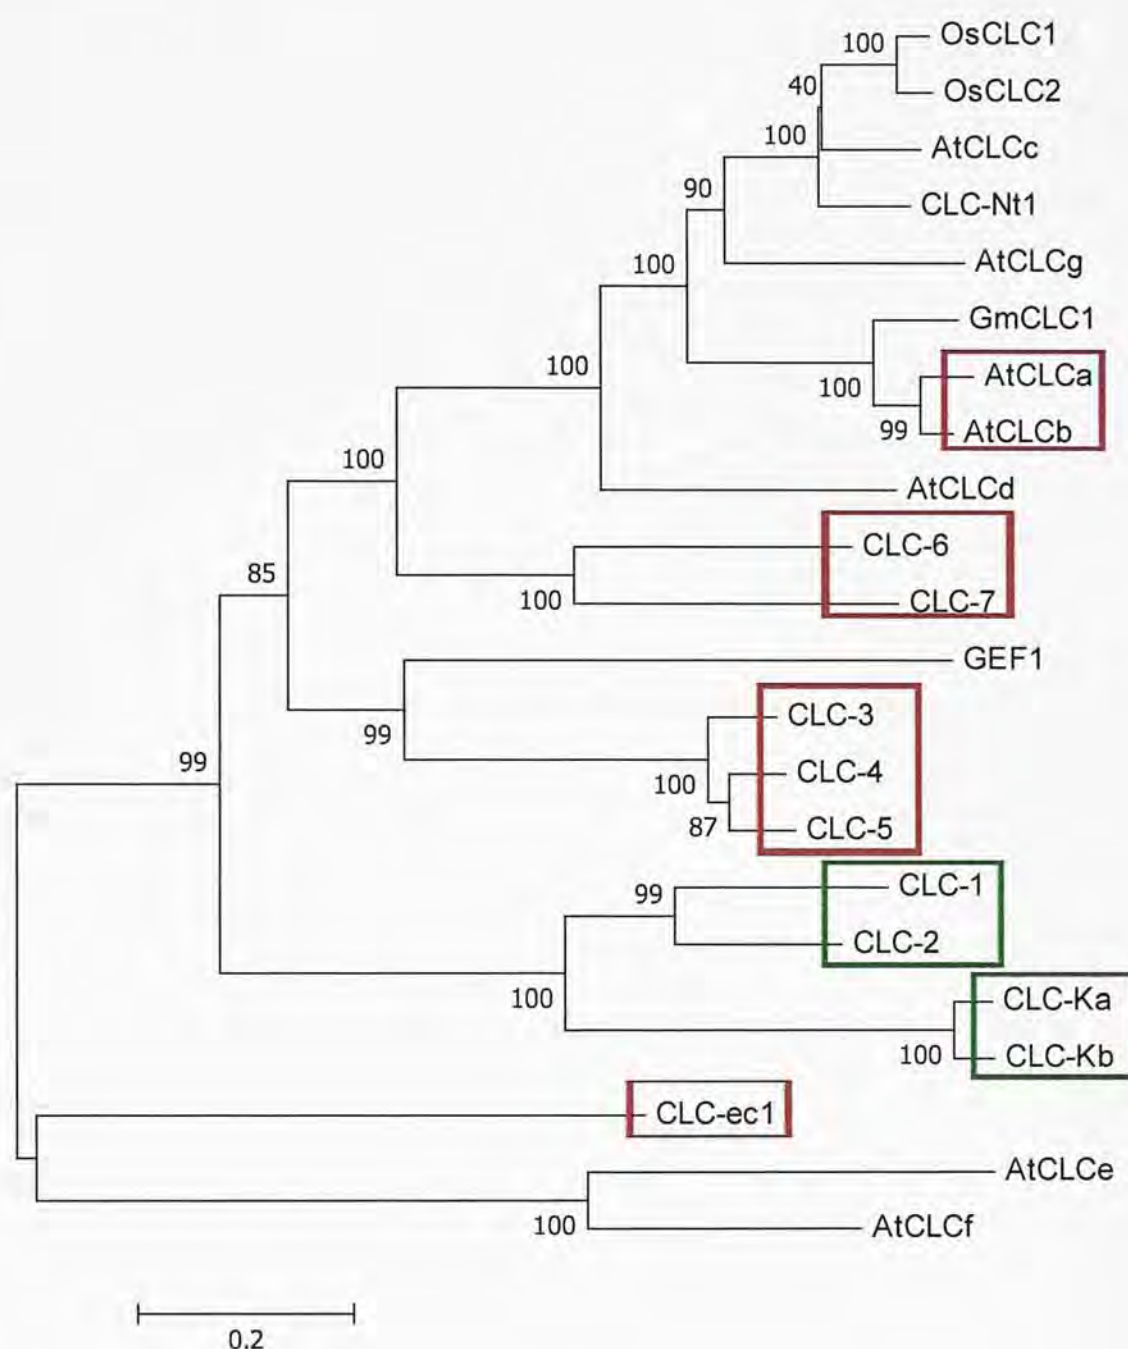 100
OsCLC1
40
OsCLC2
100
AtCLCc
90
CLC-Nt1
100
AtCLCg
GmCLC1
100
100
AtCLCa
99
AtCLCb
100
AtCLCd
CLC-6
85
100
CLC-7
GEF1
99
CLC-3
99
100
CLC-4
87
CLC-5
99
CLC-1
CLC-2
100
CLC-Ka
100
CLC-Kb
CLC-ec1
AtCLCe
100
AtCLCf
0.2